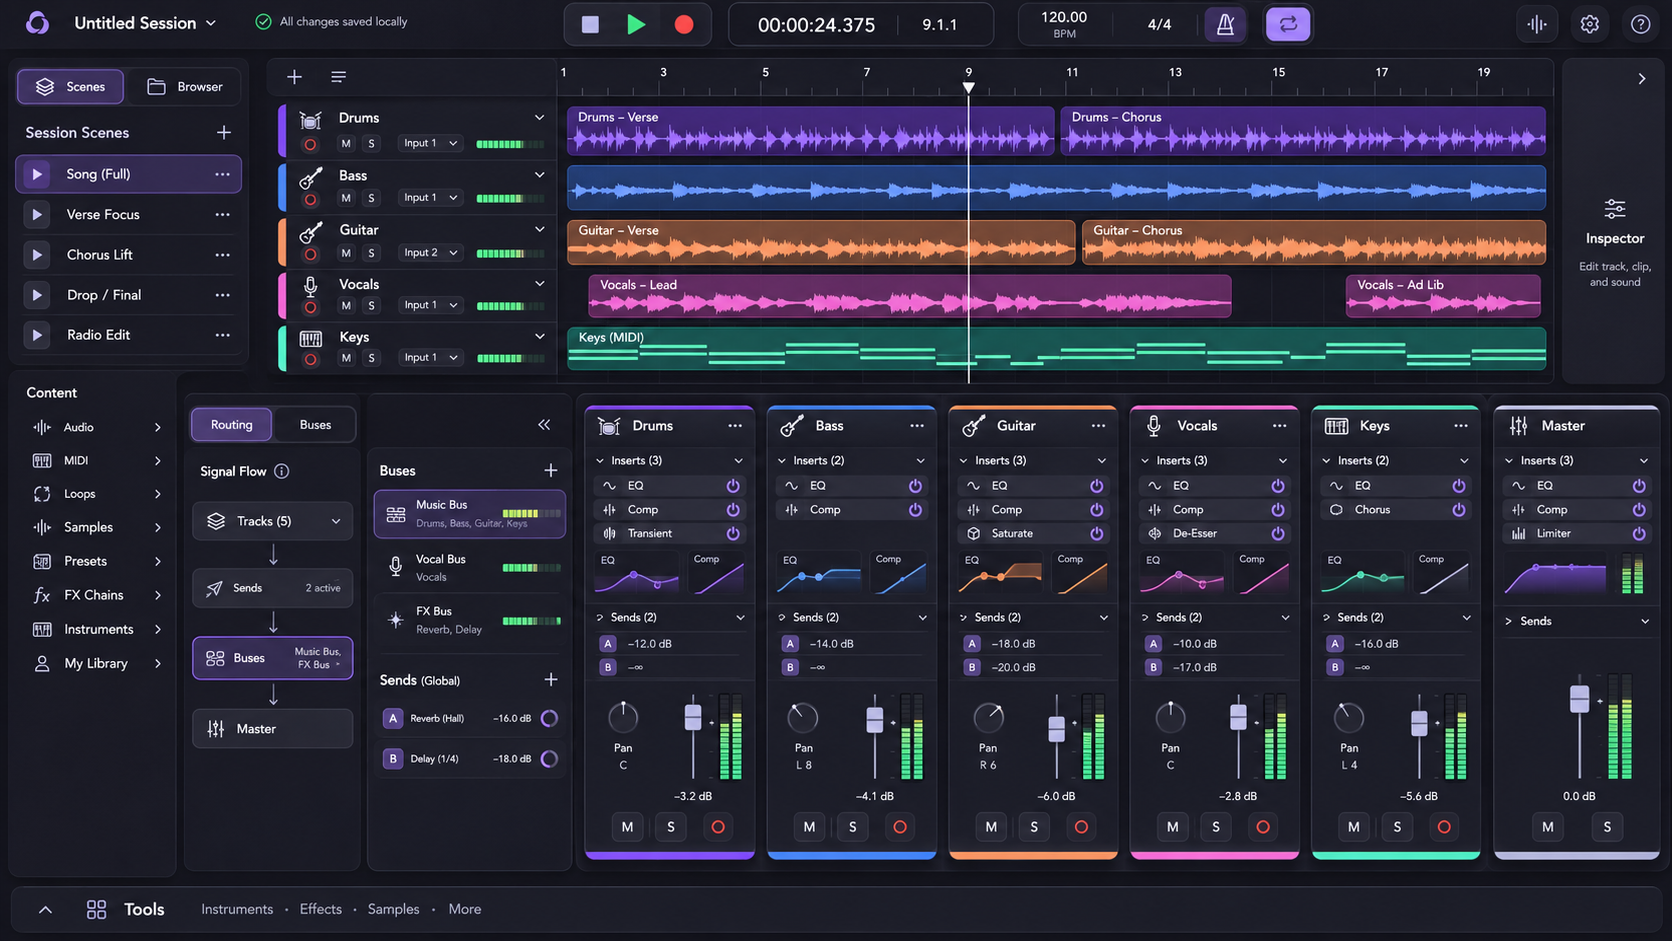 Untitled Session
All changes saved locally
00:00:24.375
9.1.1
120.00
BPM
4/4
Scenes
Browser
Session Scenes
Song (Full)
Verse Focus
Chorus Lift
Drop / Final
Radio Edit
1 3 5 7 9 11 13 15 17 19
Drums
M S Input 1
Drums – Verse
Drums – Chorus
Bass
M S Input 1
Guitar
M S Input 2
Guitar – Verse
Guitar – Chorus
Vocals
M S Input 1
Vocals – Lead
Vocals – Ad Lib
Keys
M S Input 1
Keys (MIDI)
Inspector
Edit track, clip,
and sound
Content
Audio
MIDI
Loops
Samples
Presets
FX Chains
Instruments
My Library
Routing
Buses
Signal Flow
Tracks (5)
Sends 2 active
Buses
Music Bus,
FX Bus
Master
Buses
Music Bus
Drums, Bass, Guitar, Keys
Vocal Bus
Vocals
FX Bus
Reverb, Delay
Sends (Global)
A Reverb (Hall) –16.0 dB
B Delay (1/4) –18.0 dB
Drums
Inserts (3)
EQ
Comp
Transient
EQ
Comp
Sends (2)
A –12.0 dB
B –∞
Pan
C
–3.2 dB
M S
Bass
Inserts (2)
EQ
Comp
EQ
Comp
Sends (2)
A –14.0 dB
B –∞
Pan
L 8
–4.1 dB
M S
Guitar
Inserts (3)
EQ
Comp
Saturate
EQ
Comp
Sends (2)
A –18.0 dB
B –20.0 dB
Pan
R 6
–6.0 dB
M S
Vocals
Inserts (3)
EQ
Comp
De-Esser
EQ
Comp
Sends (2)
A –10.0 dB
B –17.0 dB
Pan
C
–2.8 dB
M S
Keys
Inserts (2)
EQ
Chorus
EQ
Comp
Sends (2)
A –16.0 dB
B –∞
Pan
L 4
–5.6 dB
M S
Master
Inserts (3)
EQ
Comp
Limiter
Sends
0.0 dB
M S
Tools
Instruments • Effects • Samples • More